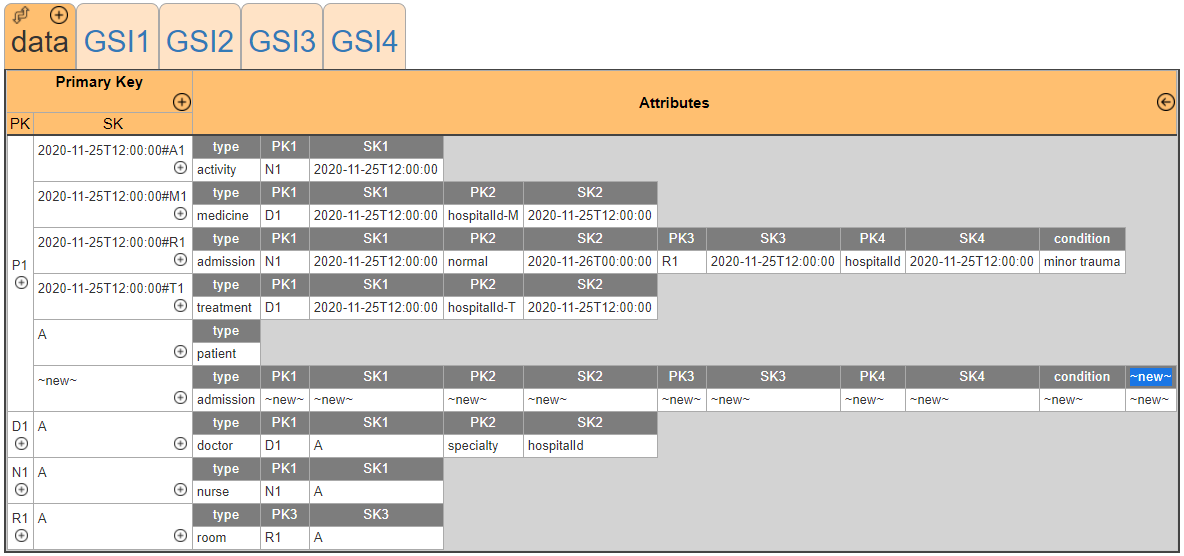 data GSI1 GSI2 GSI3 GSI4
Primary Key
Attributes
PK SK
P1
2020-11-25T12:00:00#A1
type PK1 SK1
activity N1 2020-11-25T12:00:00
2020-11-25T12:00:00#M1
type PK1 SK1 PK2 SK2
medicine D1 2020-11-25T12:00:00 hospitalId-M 2020-11-25T12:00:00
2020-11-25T12:00:00#R1
type PK1 SK1 PK2 SK2 PK3 SK3 PK4 SK4 condition
admission N1 2020-11-25T12:00:00 normal 2020-11-26T00:00:00 R1 2020-11-25T12:00:00 hospitalId 2020-11-25T12:00:00 minor trauma
2020-11-25T12:00:00#T1
type PK1 SK1 PK2 SK2
treatment D1 2020-11-25T12:00:00 hospitalId-T 2020-11-25T12:00:00
A
type
patient
~new~
type PK1 SK1 PK2 SK2 PK3 SK3 PK4 SK4 condition ~new~
admission ~new~ ~new~ ~new~ ~new~ ~new~ ~new~ ~new~ ~new~ ~new~ ~new~
D1 A
type PK1 SK1 PK2 SK2
doctor D1 A specialty hospitalId
N1 A
type PK1 SK1
nurse N1 A
R1 A
type PK3 SK3
room R1 A